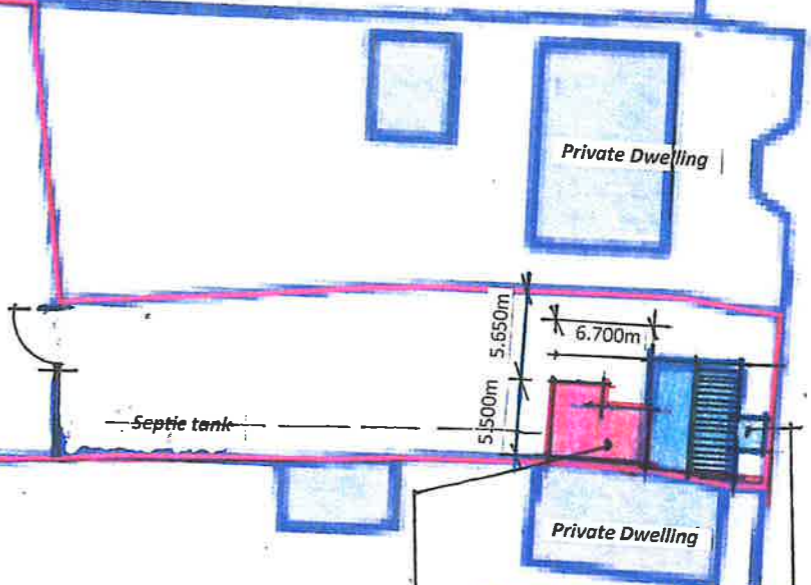 Private Dwelling
5.650m
6.700m
5.500m
Septic tank
Private Dwelling